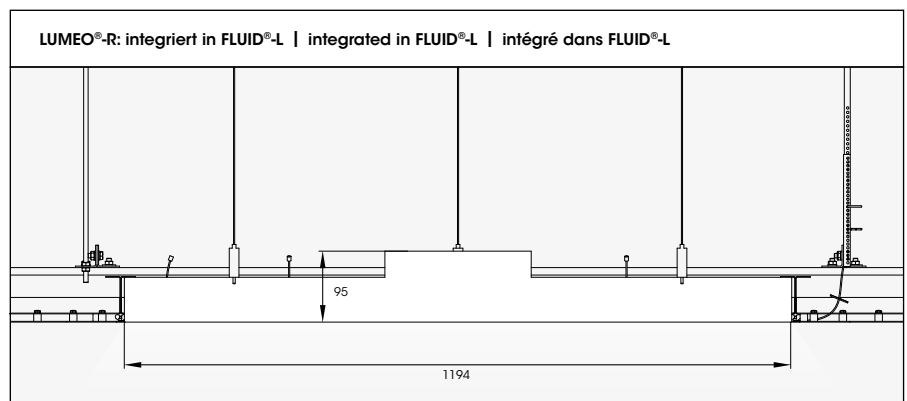 LUMEO®-R: integriert in FLUID®-L | integrated in FLUID®-L | intégré dans FLUID®-L
95
1194